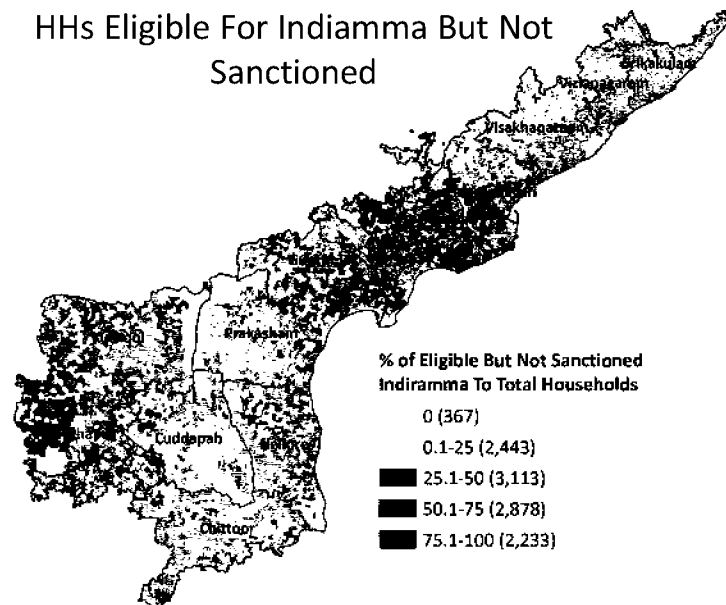 HHs Eligible For Indiamma But Not
Sanctioned
Srikakulam
Vizianagaram
Visakhapatnam
Prakasham
Cuddapah
Chittoor
% of Eligible But Not Sanctioned
Indiramma To Total Households
0 (367)
0.1-25 (2,443)
25.1-50 (3,113)
50.1-75 (2,878)
75.1-100 (2,233)